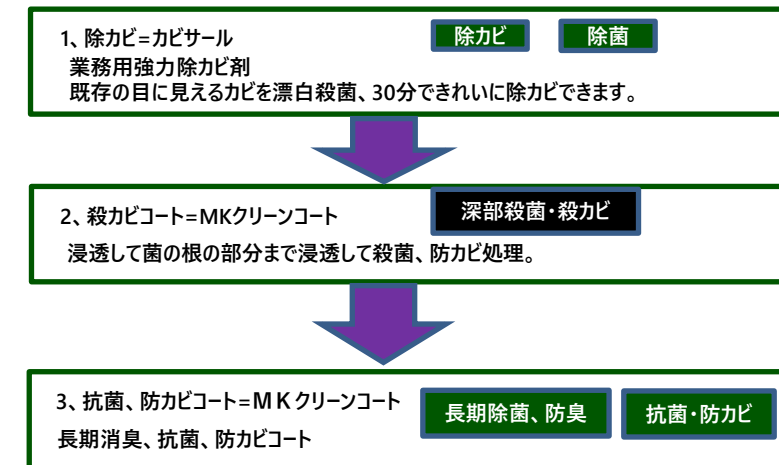 1、除カビ=カビサール 除カビ 除菌
業務用強力除カビ剤
既存の目に見えるカビを漂白殺菌、30分できれいに除カビできます。
2、殺カビコート=MKクリーンコート 深部殺菌・殺カビ
浸透して菌の根の部分まで浸透して殺菌、防カビ処理。
3、抗菌、防カビコート=ＭＫクリーンコート 長期除菌、防臭 抗菌・防カビ
長期消臭、抗菌、防カビコート